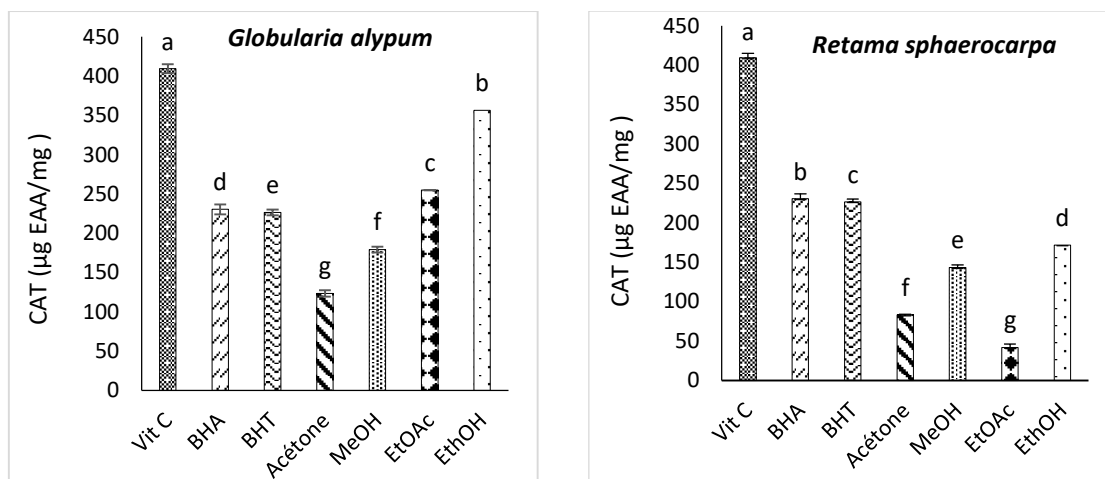 Globularia alypum
CAT (µg EAA/mg)
450
400
350
300
250
200
150
100
50
0
a
d
e
g
f
c
b
Vit C
BHA
BHT
Acétone
MeOH
EtOAc
EthOH
Retama sphaerocarpa
CAT (µg EAA/mg)
450
400
350
300
250
200
150
100
50
0
a
b
c
f
e
g
d
Vit C
BHA
BHT
Acétone
MeOH
EtOAc
EthOH